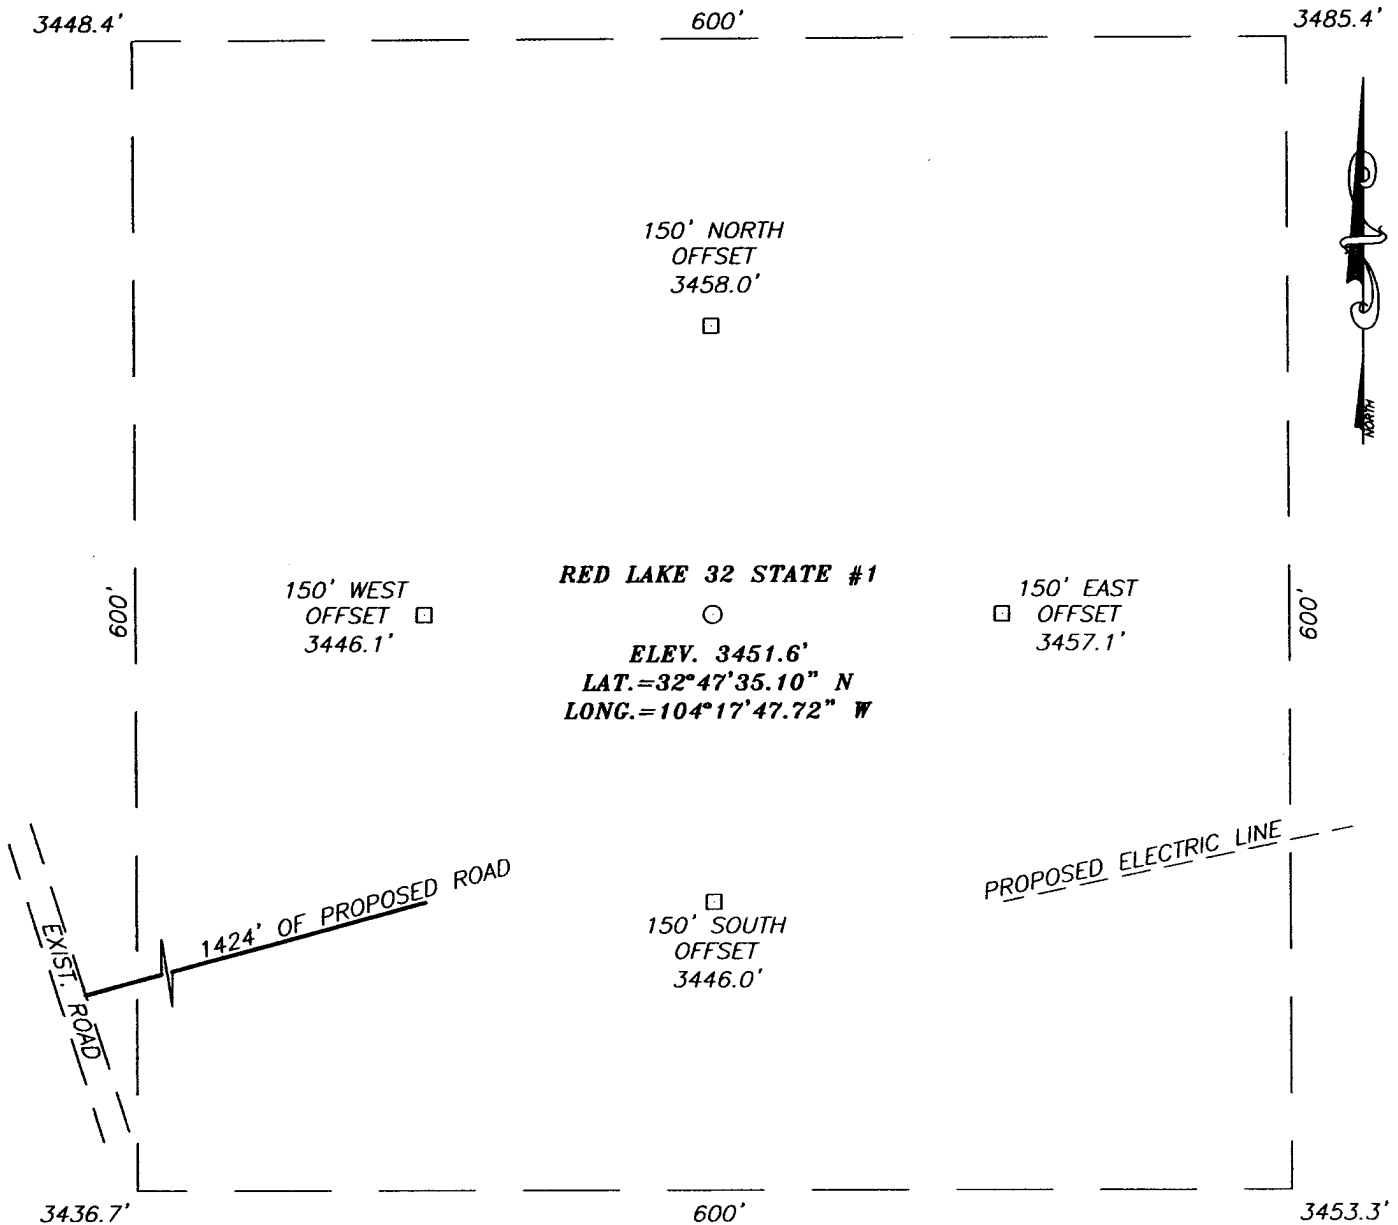 3448.4'
600'
3485.4'
NORTH
150' NORTH
OFFSET
3458.0'
600'
150' WEST
OFFSET
3446.1'
RED LAKE 32 STATE #1
ELEV. 3451.6'
LAT.=32°47'35.10" N
LONG.=104°17'47.72" W
150' EAST
OFFSET
3457.1'
600'
EXIST. ROAD
1424' OF PROPOSED ROAD
150' SOUTH
OFFSET
3446.0'
PROPOSED ELECTRIC LINE
3436.7'
600'
3453.3'